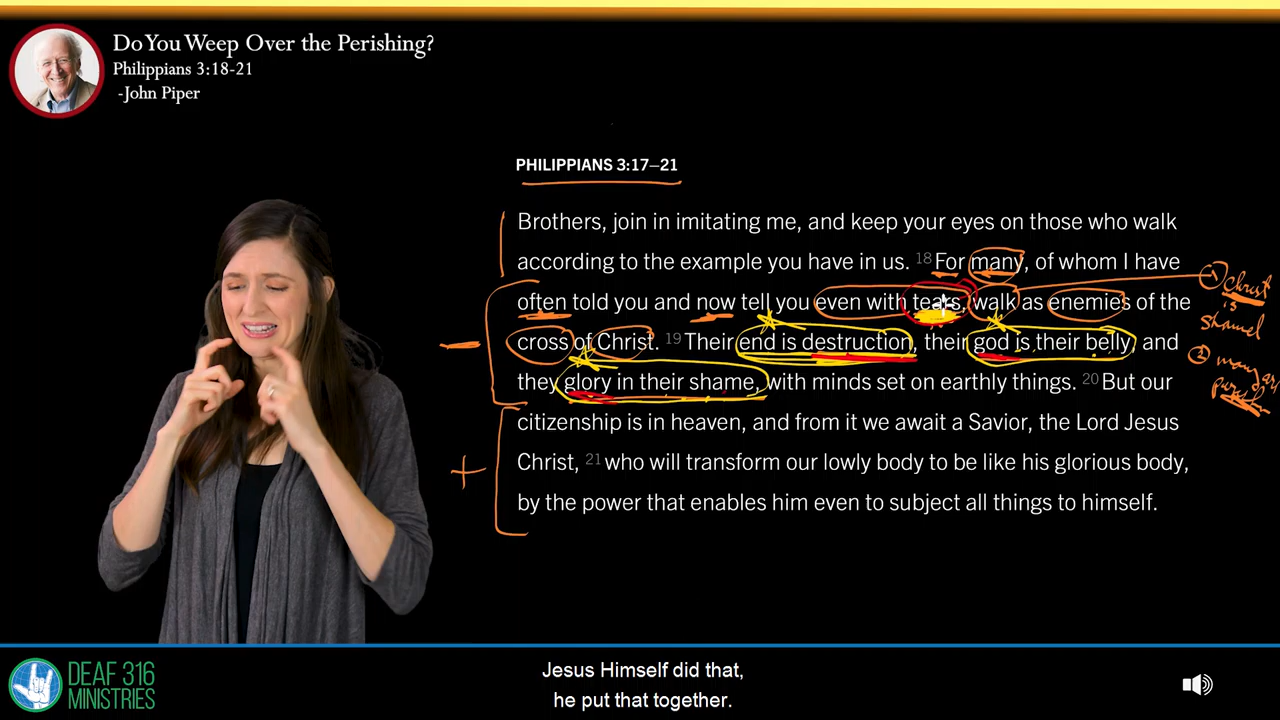 Do You Weep Over the Perishing?
Philippians 3:18-21
-John Piper
PHILIPPIANS 3:17–21
Brothers, join in imitating me, and keep your eyes on those who walk
according to the example you have in us. 18 For many, of whom I have
often told you and now tell you even with tears, walk as enemies of the
cross of Christ. 19 Their end is destruction, their god is their belly, and
they glory in their shame, with minds set on earthly things. 20 But our
citizenship is in heaven, and from it we await a Savior, the Lord Jesus
Christ, 21 who will transform our lowly body to be like his glorious body,
by the power that enables him even to subject all things to himself.
1 Christ
is
shamed
2 many
DEAF 316
MINISTRIES
Jesus Himself did that,
he put that together.